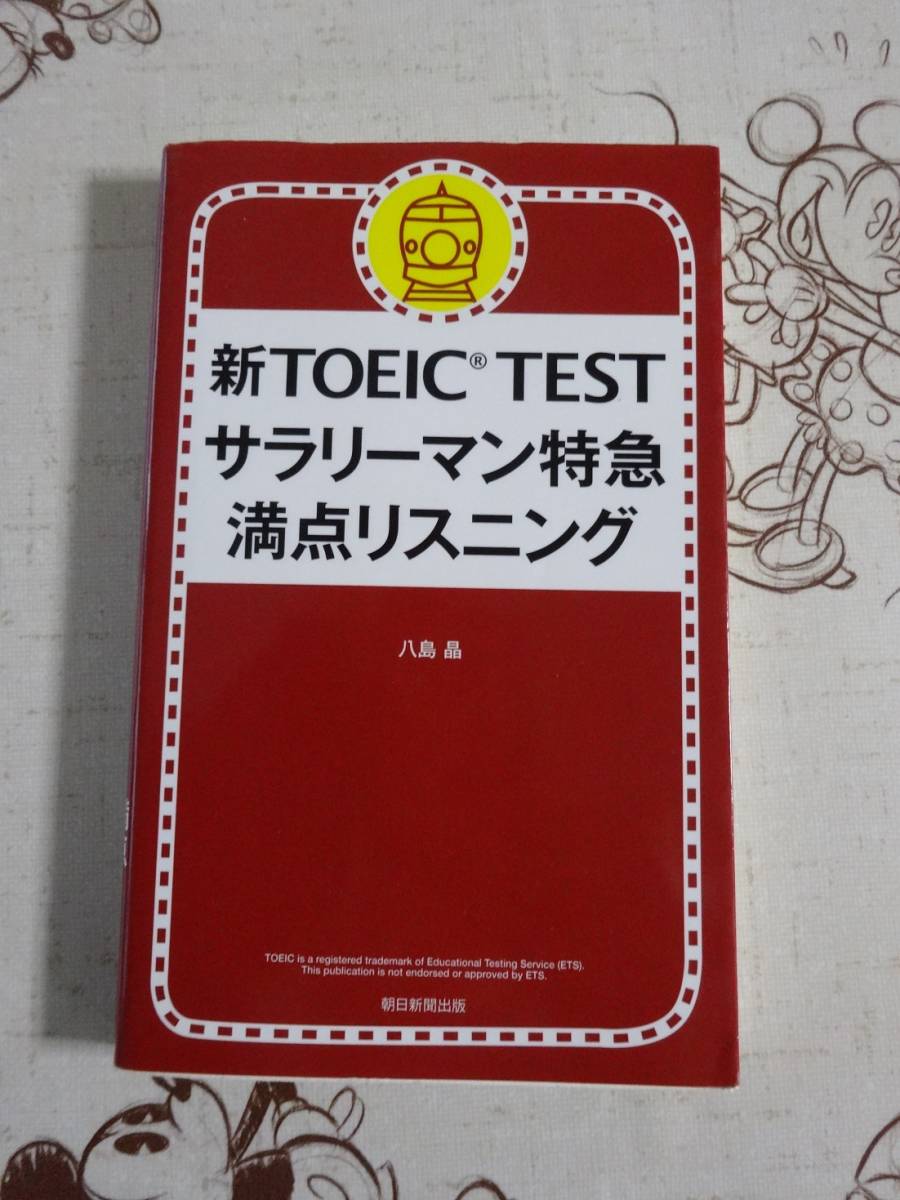 新TOEIC® TEST
サラリーマン特急
満点リスニング
八島 晶
TOEIC is a registered trademark of Educational Testing Service (ETS).
This publication is not endorsed or approved by ETS.
朝日新聞出版